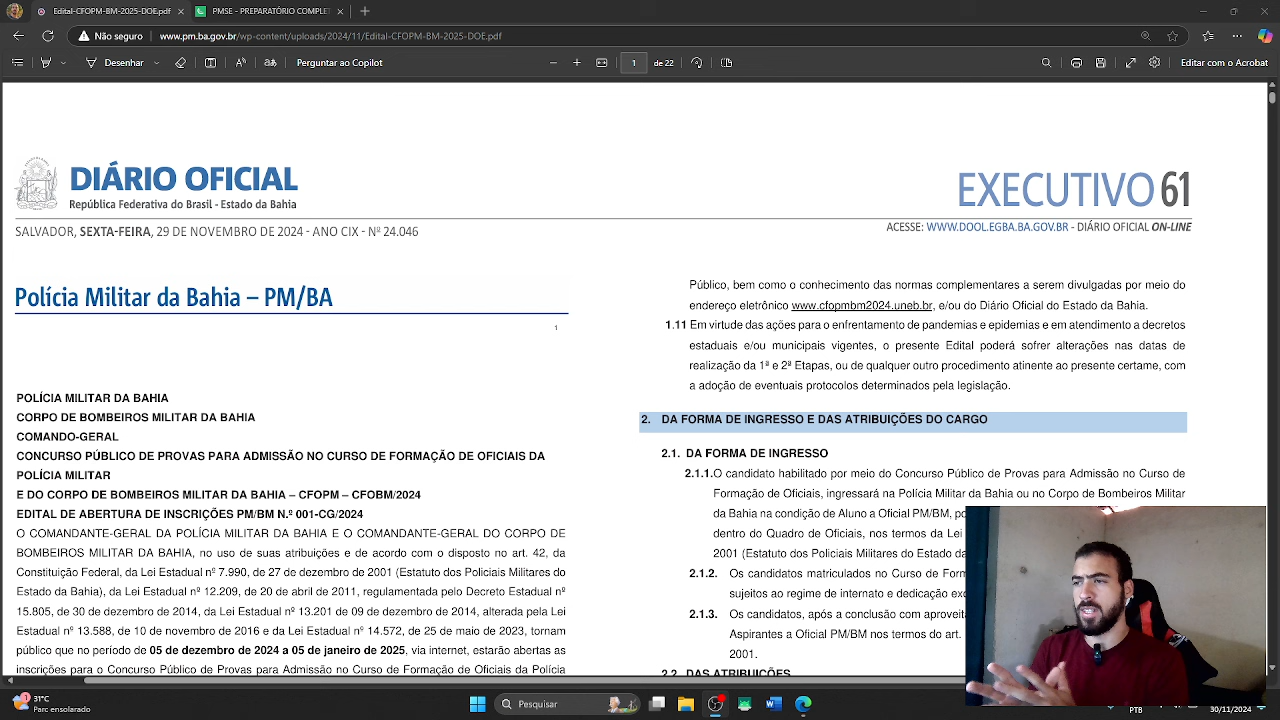 Edital-CFOPM-BM-2025-DOE.pdf
PMSE - PREPARATÓRIO COMPLET
Não seguro
www.pm.ba.gov.br/wp-content/uploads/2024/11/Edital-CFOPM-BM-2025-DOE.pdf
Desenhar
Perguntar ao Copilot
1 de 22
Editar com o Acrobat
DIÁRIO OFICIAL
República Federativa do Brasil - Estado da Bahia
EXECUTIVO 61
SALVADOR, SEXTA-FEIRA, 29 DE NOVEMBRO DE 2024 - ANO CIX - Nº 24.046
ACESSE: WWW.DOOL.EGBA.BA.GOV.BR - DIÁRIO OFICIAL ON-LINE
Polícia Militar da Bahia – PM/BA
1
POLÍCIA MILITAR DA BAHIA
CORPO DE BOMBEIROS MILITAR DA BAHIA
COMANDO-GERAL
CONCURSO PÚBLICO DE PROVAS PARA ADMISSÃO NO CURSO DE FORMAÇÃO DE OFICIAIS DA
POLÍCIA MILITAR
E DO CORPO DE BOMBEIROS MILITAR DA BAHIA – CFOPM – CFOBM/2024
EDITAL DE ABERTURA DE INSCRIÇÕES PM/BM N.º 001-CG/2024
O COMANDANTE-GERAL DA POLÍCIA MILITAR DA BAHIA E O COMANDANTE-GERAL DO CORPO DE
BOMBEIROS MILITAR DA BAHIA, no uso de suas atribuições e de acordo com o disposto no art. 42, da
Constituição Federal, da Lei Estadual nº 7.990, de 27 de dezembro de 2001 (Estatuto dos Policiais Militares do
Estado da Bahia), da Lei Estadual nº 12.209, de 20 de abril de 2011, regulamentada pelo Decreto Estadual nº
15.805, de 30 de dezembro de 2014, da Lei Estadual nº 13.201 de 09 de dezembro de 2014, alterada pela Lei
Estadual nº 13.588, de 10 de novembro de 2016 e da Lei Estadual nº 14.572, de 25 de maio de 2023, tornam
público que no período de 05 de dezembro de 2024 a 05 de janeiro de 2025, via internet, estarão abertas as
inscrições para o Concurso Público de Provas para Admissão no Curso de Formação de Oficiais da Polícia
Público, bem como o conhecimento das normas complementares a serem divulgadas por meio do
endereço eletrônico www.cfopmbm2024.uneb.br, e/ou do Diário Oficial do Estado da Bahia.
1.11 Em virtude das ações para o enfrentamento de pandemias e epidemias e em atendimento a decretos
estaduais e/ou municipais vigentes, o presente Edital poderá sofrer alterações nas datas de
realização da 1ª e 2ª Etapas, ou de qualquer outro procedimento atinente ao presente certame, com
a adoção de eventuais protocolos determinados pela legislação.
2. DA FORMA DE INGRESSO E DAS ATRIBUIÇÕES DO CARGO
2.1. DA FORMA DE INGRESSO
2.1.1.O candidato habilitado por meio do Concurso Público de Provas para Admissão no Curso de
Formação de Oficiais, ingressará na Polícia Militar da Bahia ou no Corpo de Bombeiros Militar
da Bahia na condição de Aluno a Oficial PM/BM, po
dentro do Quadro de Oficiais, nos termos da Lei
2001 (Estatuto dos Policiais Militares do Estado da
2.1.2. Os candidatos matriculados no Curso de Form
sujeitos ao regime de internato e dedicação exc
2.1.3. Os candidatos, após a conclusão com aproveita
Aspirantes a Oficial PM/BM nos termos do art.
2001.
2.2. DAS ATRIBUIÇÕES
31°C
Parc ensolarado
Pesquisar
PTB
30/11/2024